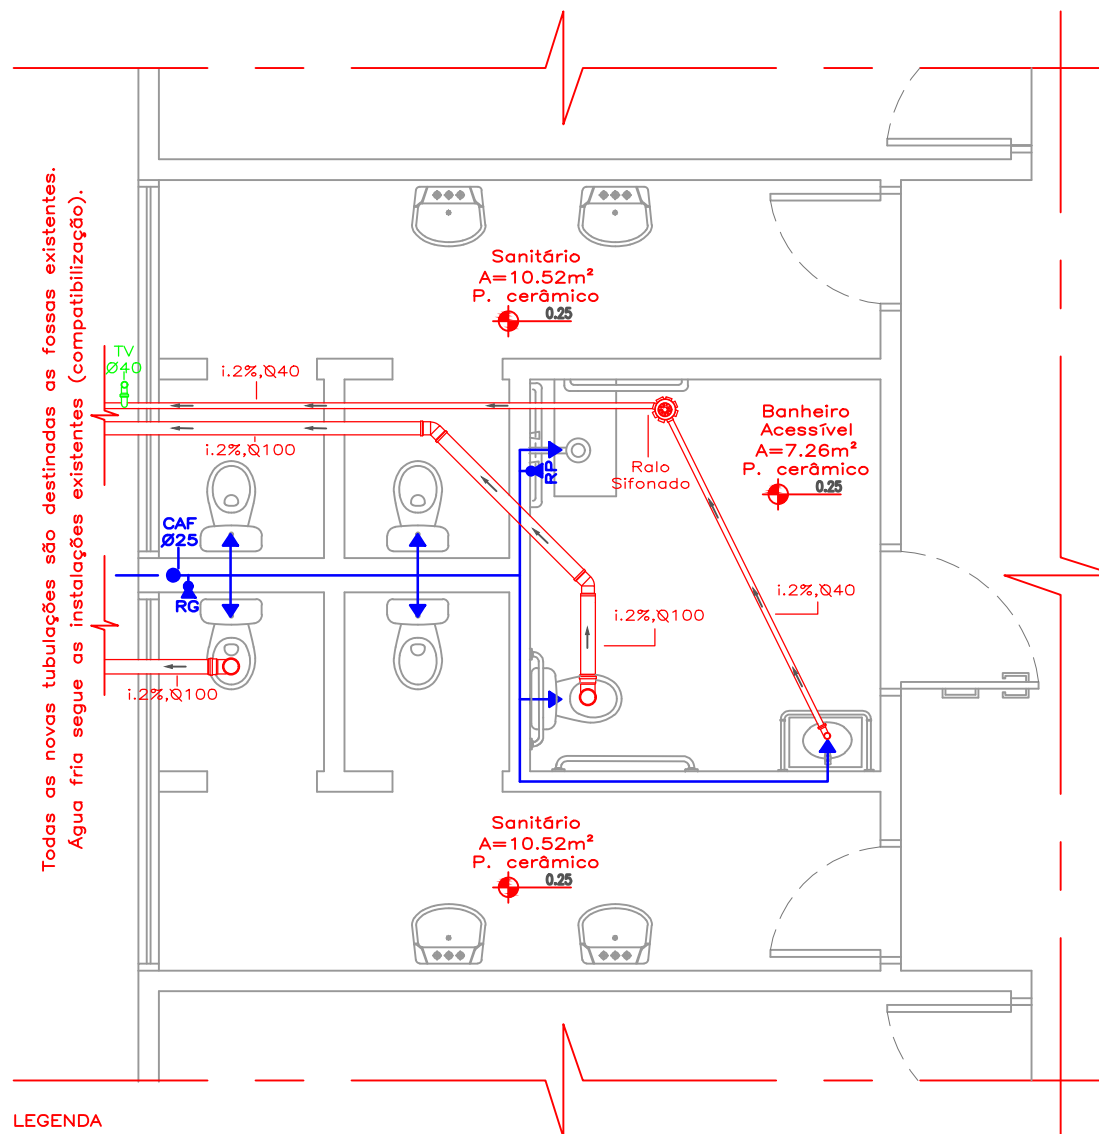 Todas as novas tubulações são destinadas as fossas existentes.
Água fria segue as instalações existentes (compatibilização).
Sanitário
A=10.52m²
P. cerâmico
0.25
TV
Ø40
i.2%,Ø40
i.2%,Ø100
Banheiro
Acessível
A=7.26m²
P. cerâmico
0.25
Ralo
Sifonado
RP
CAF
Ø25
RG
i.2%,Ø40
i.2%,Ø100
i.2%,Ø100
Sanitário
A=10.52m²
P. cerâmico
0.25
LEGENDA